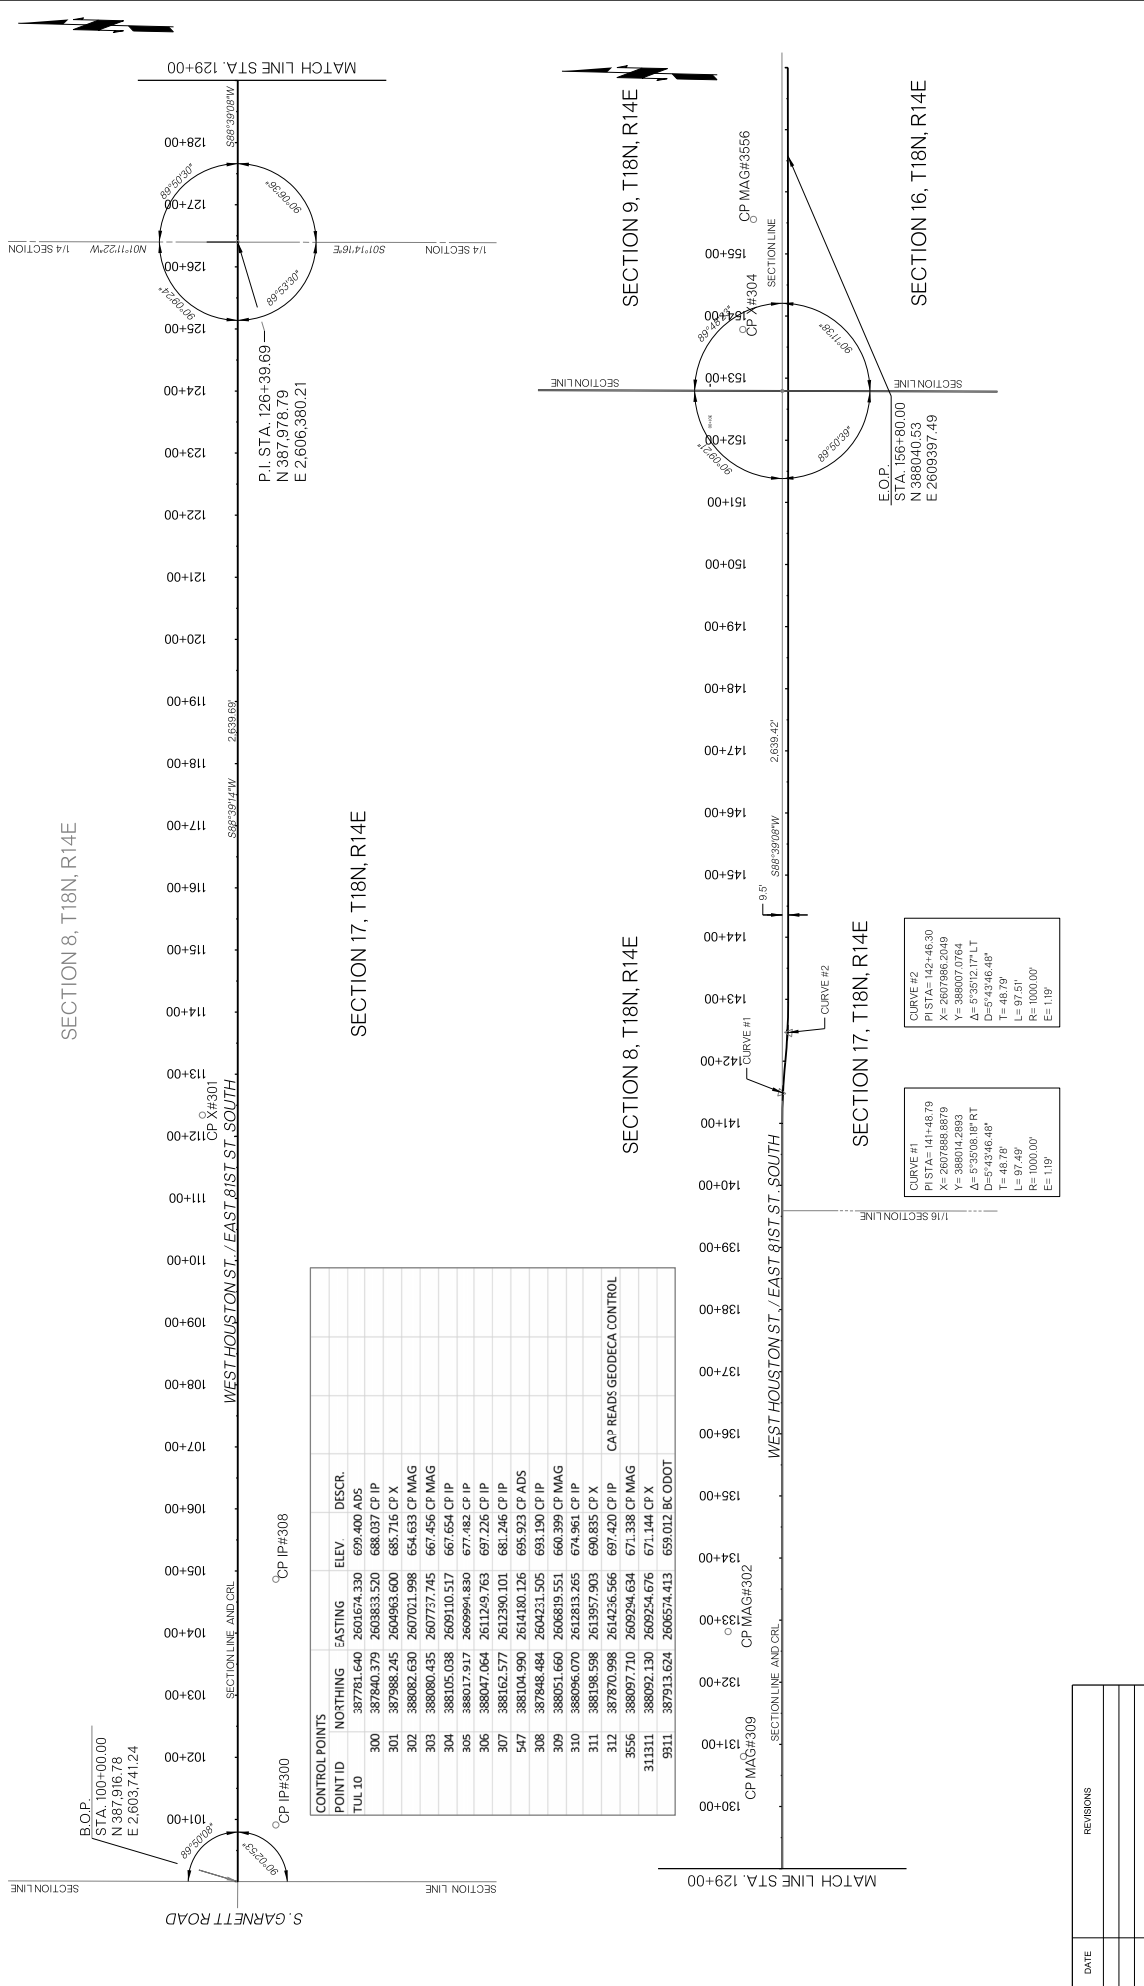 MATCH LINE STA. 129+00
S88°39'08"W
128+00
127+00
126+00
125+00
124+00
123+00
122+00
121+00
120+00
119+00
118+00
117+00
116+00
115+00
114+00
113+00
112+00
111+00
110+00
109+00
108+00
107+00
106+00
105+00
104+00
103+00
102+00
101+00
89°50'30"
90°06'36"
90°09'24"
89°53'30"
1/4 SECTION
N01°11'22"W
S01°14'16"E
1/4 SECTION
P.I. STA. 126+39.69
N 387,978.79
E 2,606,380.21
2,639.69'
S88°39'14"W
SECTION 8, T18N, R14E
SECTION 17, T18N, R14E
CP X#301
WEST HOUSTON ST. / EAST 81ST ST. SOUTH
CP IP#308
SECTION LINE AND CRL
CP IP#300
B.O.P.
STA. 100+00.00
N 387,916.78
E 2,603,741.24
89°50'08"
90°02'53"
SECTION LINE
SECTION LINE
S. GARNETT ROAD
CONTROL POINTS
POINT ID NORTHING EASTING ELEV. DESCR.
TUL 10 387781.640 2601674.330 699.400 ADS
300 387840.379 2603833.520 688.037 CP IP
301 387988.245 2604963.600 685.716 CP X
302 388082.630 2607021.998 654.633 CP MAG
303 388080.435 2607737.745 667.456 CP MAG
304 388105.038 2609110.517 667.654 CP IP
305 388017.917 2609994.830 677.482 CP IP
306 388047.064 2611249.763 697.226 CP IP
307 388162.577 2612390.101 681.246 CP IP
547 388104.990 2614180.126 695.923 CP ADS
308 387848.484 2604231.505 693.190 CP IP
309 388051.660 2606819.551 660.399 CP MAG
310 388096.070 2612813.265 674.961 CP IP
311 388198.598 2613957.903 690.835 CP X
312 387870.998 2614236.566 697.420 CP IP CAP READS GEODECA CONTROL
3556 388097.710 2609294.634 671.338 CP MAG
311311 388092.130 2609254.676 671.144 CP X
9311 387913.624 2606574.413 659.012 BC ODOT
SECTION 9, T18N, R14E
SECTION 16, T18N, R14E
CP MAG#3556
SECTION LINE
155+00
154+00
CP X#304
153+00
152+00
151+00
150+00
149+00
148+00
147+00
146+00
145+00
144+00
143+00
142+00
141+00
140+00
139+00
138+00
137+00
136+00
135+00
134+00
133+00
132+00
131+00
130+00
90°11'38"
90°09'21"
89°50'39"
SECTION LINE
SECTION LINE
SECTION LINE
E.O.P.
STA. 156+80.00
N 388040.53
E 2609397.49
2,639.42'
S88°39'08"W
9.5'
SECTION 8, T18N, R14E
SECTION 17, T18N, R14E
CURVE #1
CURVE #2
CURVE #2
PI STA= 142+46.30
X= 2607986.2049
Y= 388007.0764
Δ= 5°35'12.17" LT
D=5°43'46.48"
T= 48.79'
L= 97.51'
R= 1000.00'
E= 1.19'
CURVE #1
PI STA= 141+48.79
X= 2607888.8879
Y= 388014.2893
Δ= 5°35'08.18" RT
D=5°43'46.48"
T= 48.78'
L= 97.49'
R= 1000.00'
E= 1.19'
1/16 SECTION LINE
WEST HOUSTON ST. / EAST 81ST ST. SOUTH
CP MAG#302
SECTION LINE AND CRL
CP MAG#309
MATCH LINE STA. 129+00
REVISIONS
DATE